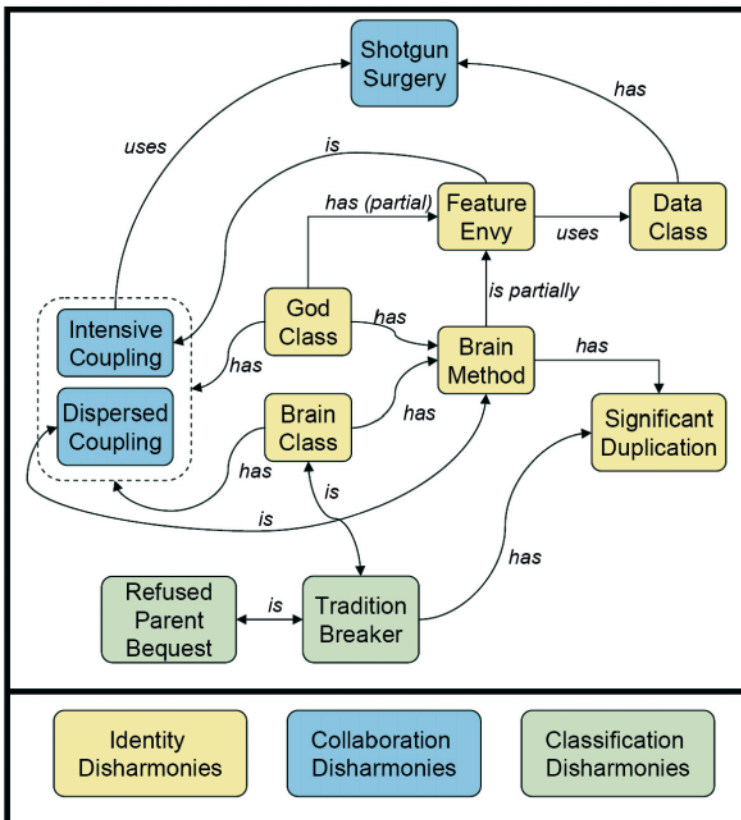 Shotgun
Surgery
has
uses
is
has (partial)
Feature
Envy
uses
Data
Class
is partially
Intensive
Coupling
God
Class
has
has
Brain
Method
has
Dispersed
Coupling
Brain
Class
has
has
Significant
Duplication
is
is
has
Refused
Parent
Bequest
is
Tradition
Breaker
Identity
Disharmonies
Collaboration
Disharmonies
Classification
Disharmonies